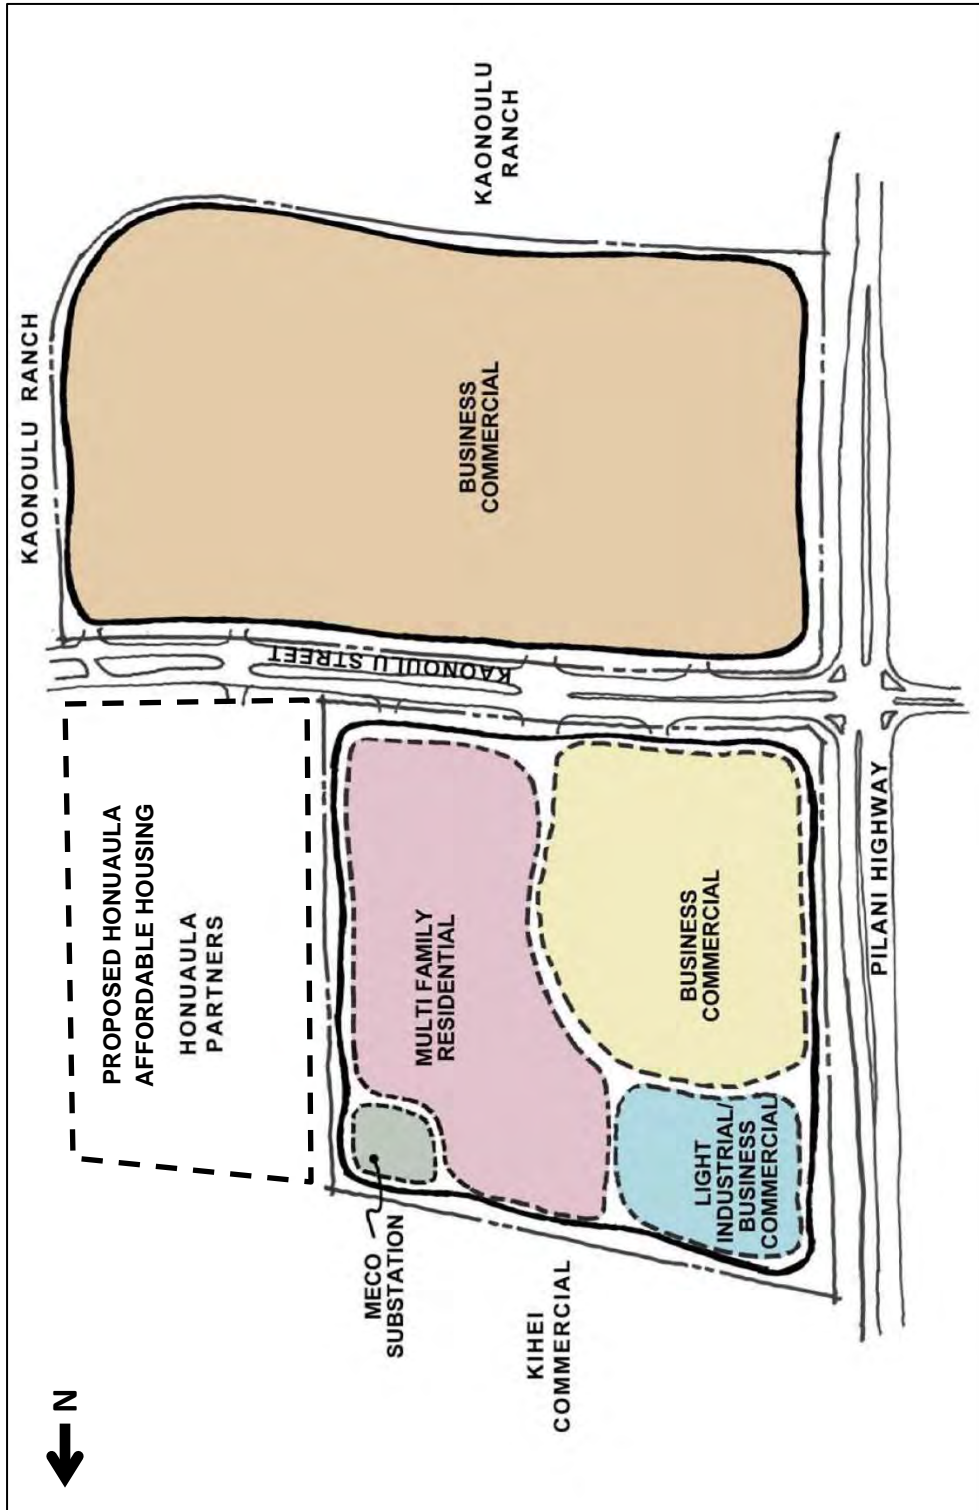 KAONOULU RANCH
KAONOULU
RANCH
BUSINESS
COMMERCIAL
KAONOULU STREET
PROPOSED HONUAULA
AFFORDABLE HOUSING
HONUAULA
PARTNERS
MULTI FAMILY
RESIDENTIAL
BUSINESS
COMMERCIAL
PILANI HIGHWAY
LIGHT
INDUSTRIAL/
BUSINESS
COMMERCIAL
MECO
SUBSTATION
KIHEI
COMMERCIAL
N